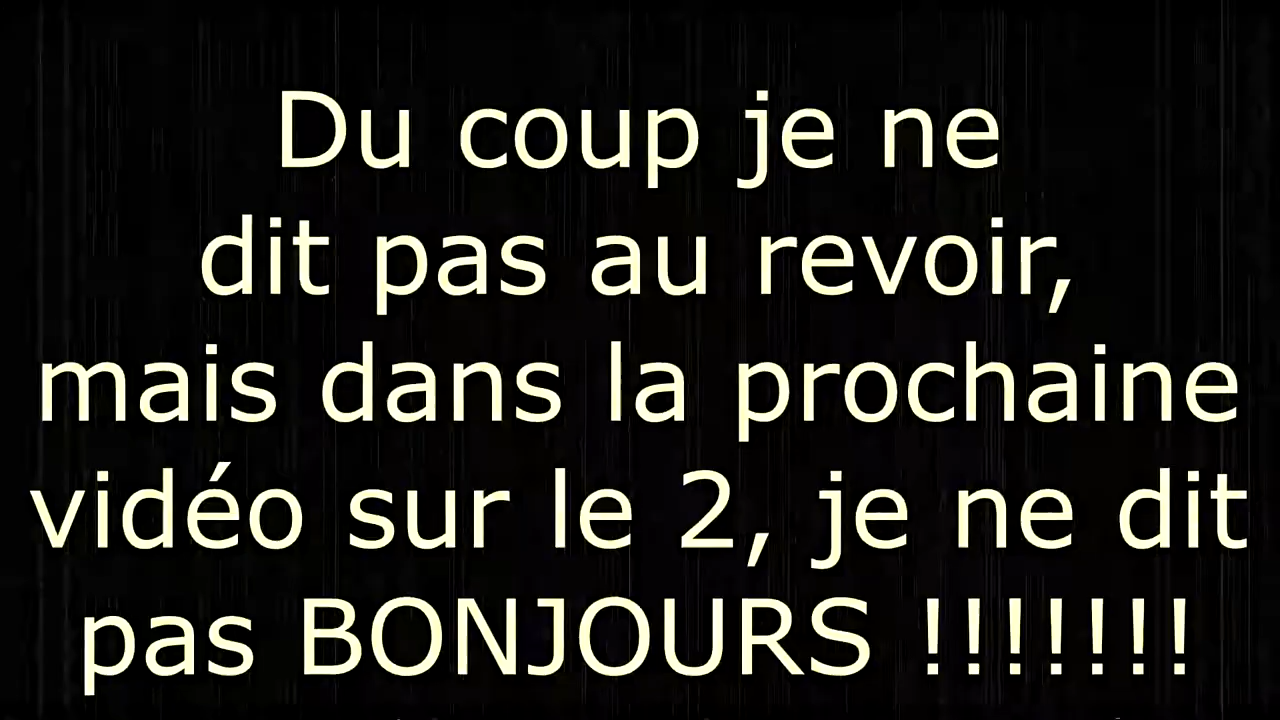 Du coup je ne
dit pas au revoir,
mais dans la prochaine
vidéo sur le 2, je ne dit
pas BONJOURS !!!!!!!